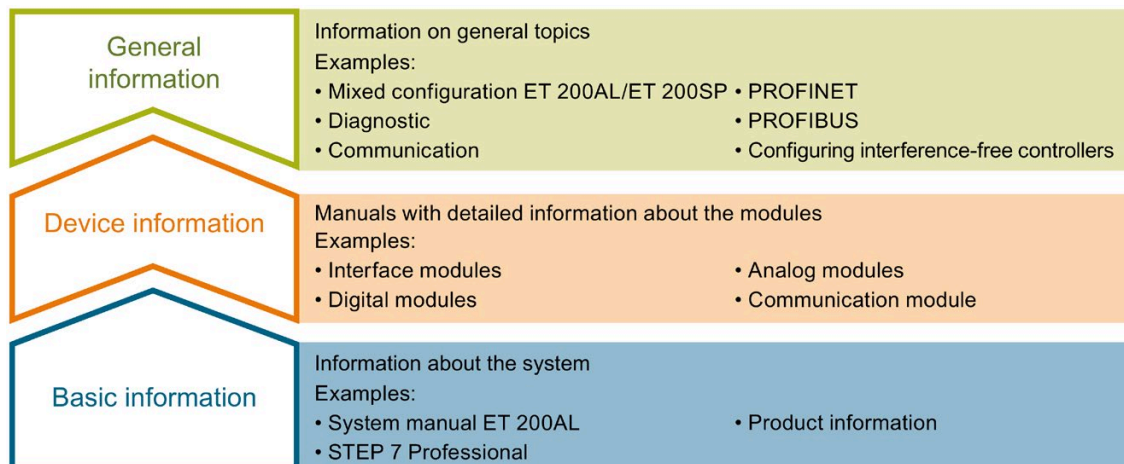 General
information
Information on general topics
Examples:
• Mixed configuration ET 200AL/ET 200SP • PROFINET
• Diagnostic • PROFIBUS
• Communication • Configuring interference-free controllers
Device information
Manuals with detailed information about the modules
Examples:
• Interface modules • Analog modules
• Digital modules • Communication module
Basic information
Information about the system
Examples:
• System manual ET 200AL • Product information
• STEP 7 Professional